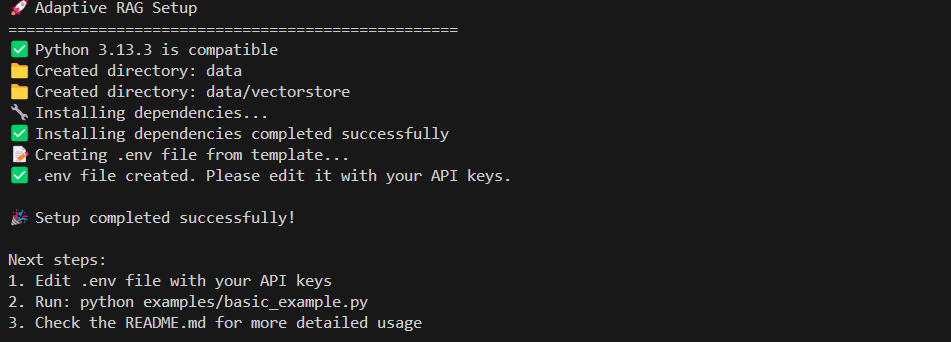 🚀 Adaptive RAG Setup
==================================================
✅ Python 3.13.3 is compatible
📁 Created directory: data
📁 Created directory: data/vectorstore
🔧 Installing dependencies...
✅ Installing dependencies completed successfully
📝 Creating .env file from template...
✅ .env file created. Please edit it with your API keys.
🎉 Setup completed successfully!
Next steps:
1. Edit .env file with your API keys
2. Run: python examples/basic_example.py
3. Check the README.md for more detailed usage